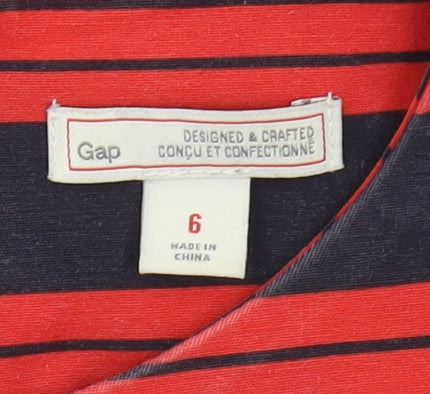 Gap
DESIGNED & CRAFTED
CONÇU ET CONFECTIONNÉ
6
MADE IN
CHINA